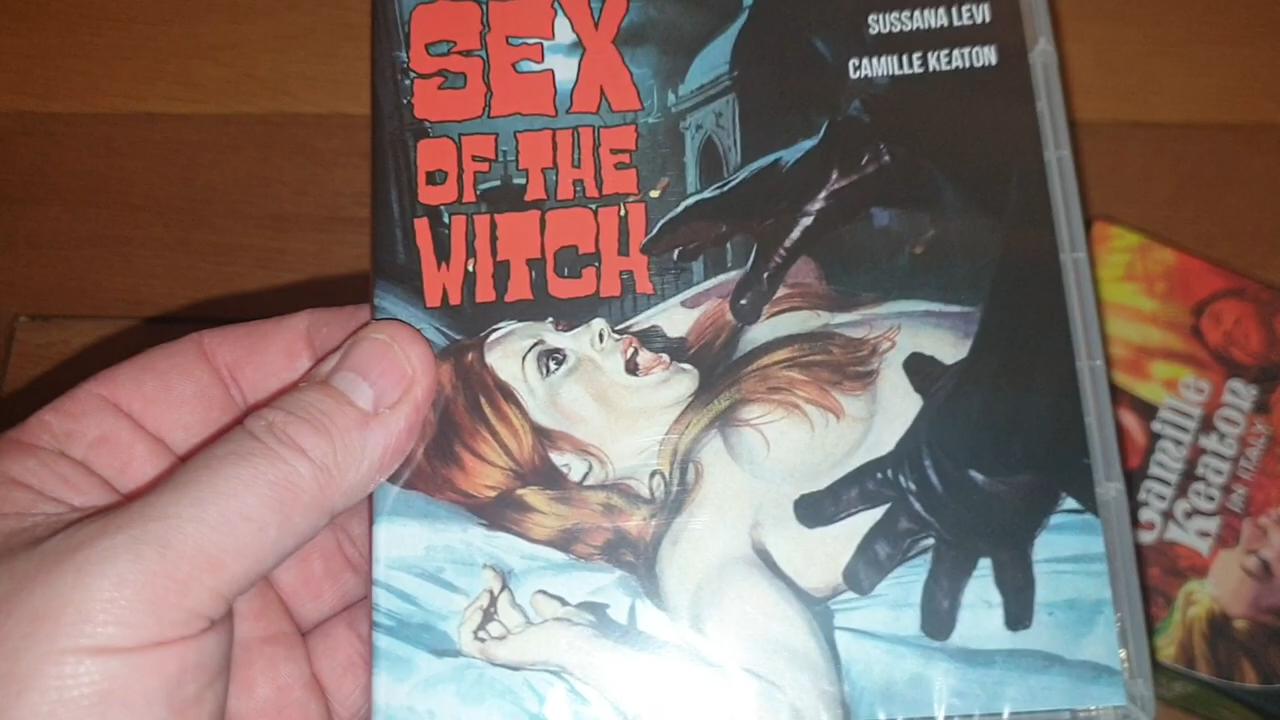 SEX
OF THE
WITCH
SUSSANA LEVI
CAMILLE KEATON
Camille
Keaton
IN ITALY